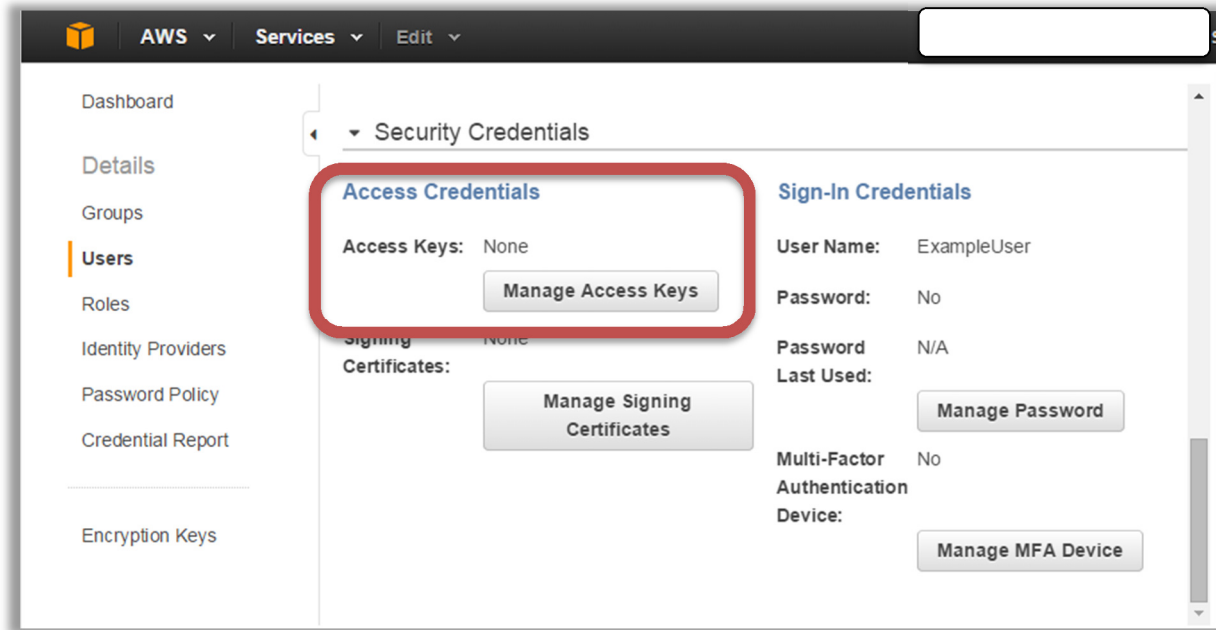 AWS Services Edit
Dashboard
Details
Groups
Users
Roles
Identity Providers
Password Policy
Credential Report
Encryption Keys
Security Credentials
Access Credentials
Access Keys: None
Manage Access Keys
Signing None
Certificates:
Manage Signing
Certificates
Sign-In Credentials
User Name: ExampleUser
Password: No
Password N/A
Last Used:
Manage Password
Multi-Factor No
Authentication
Device:
Manage MFA Device